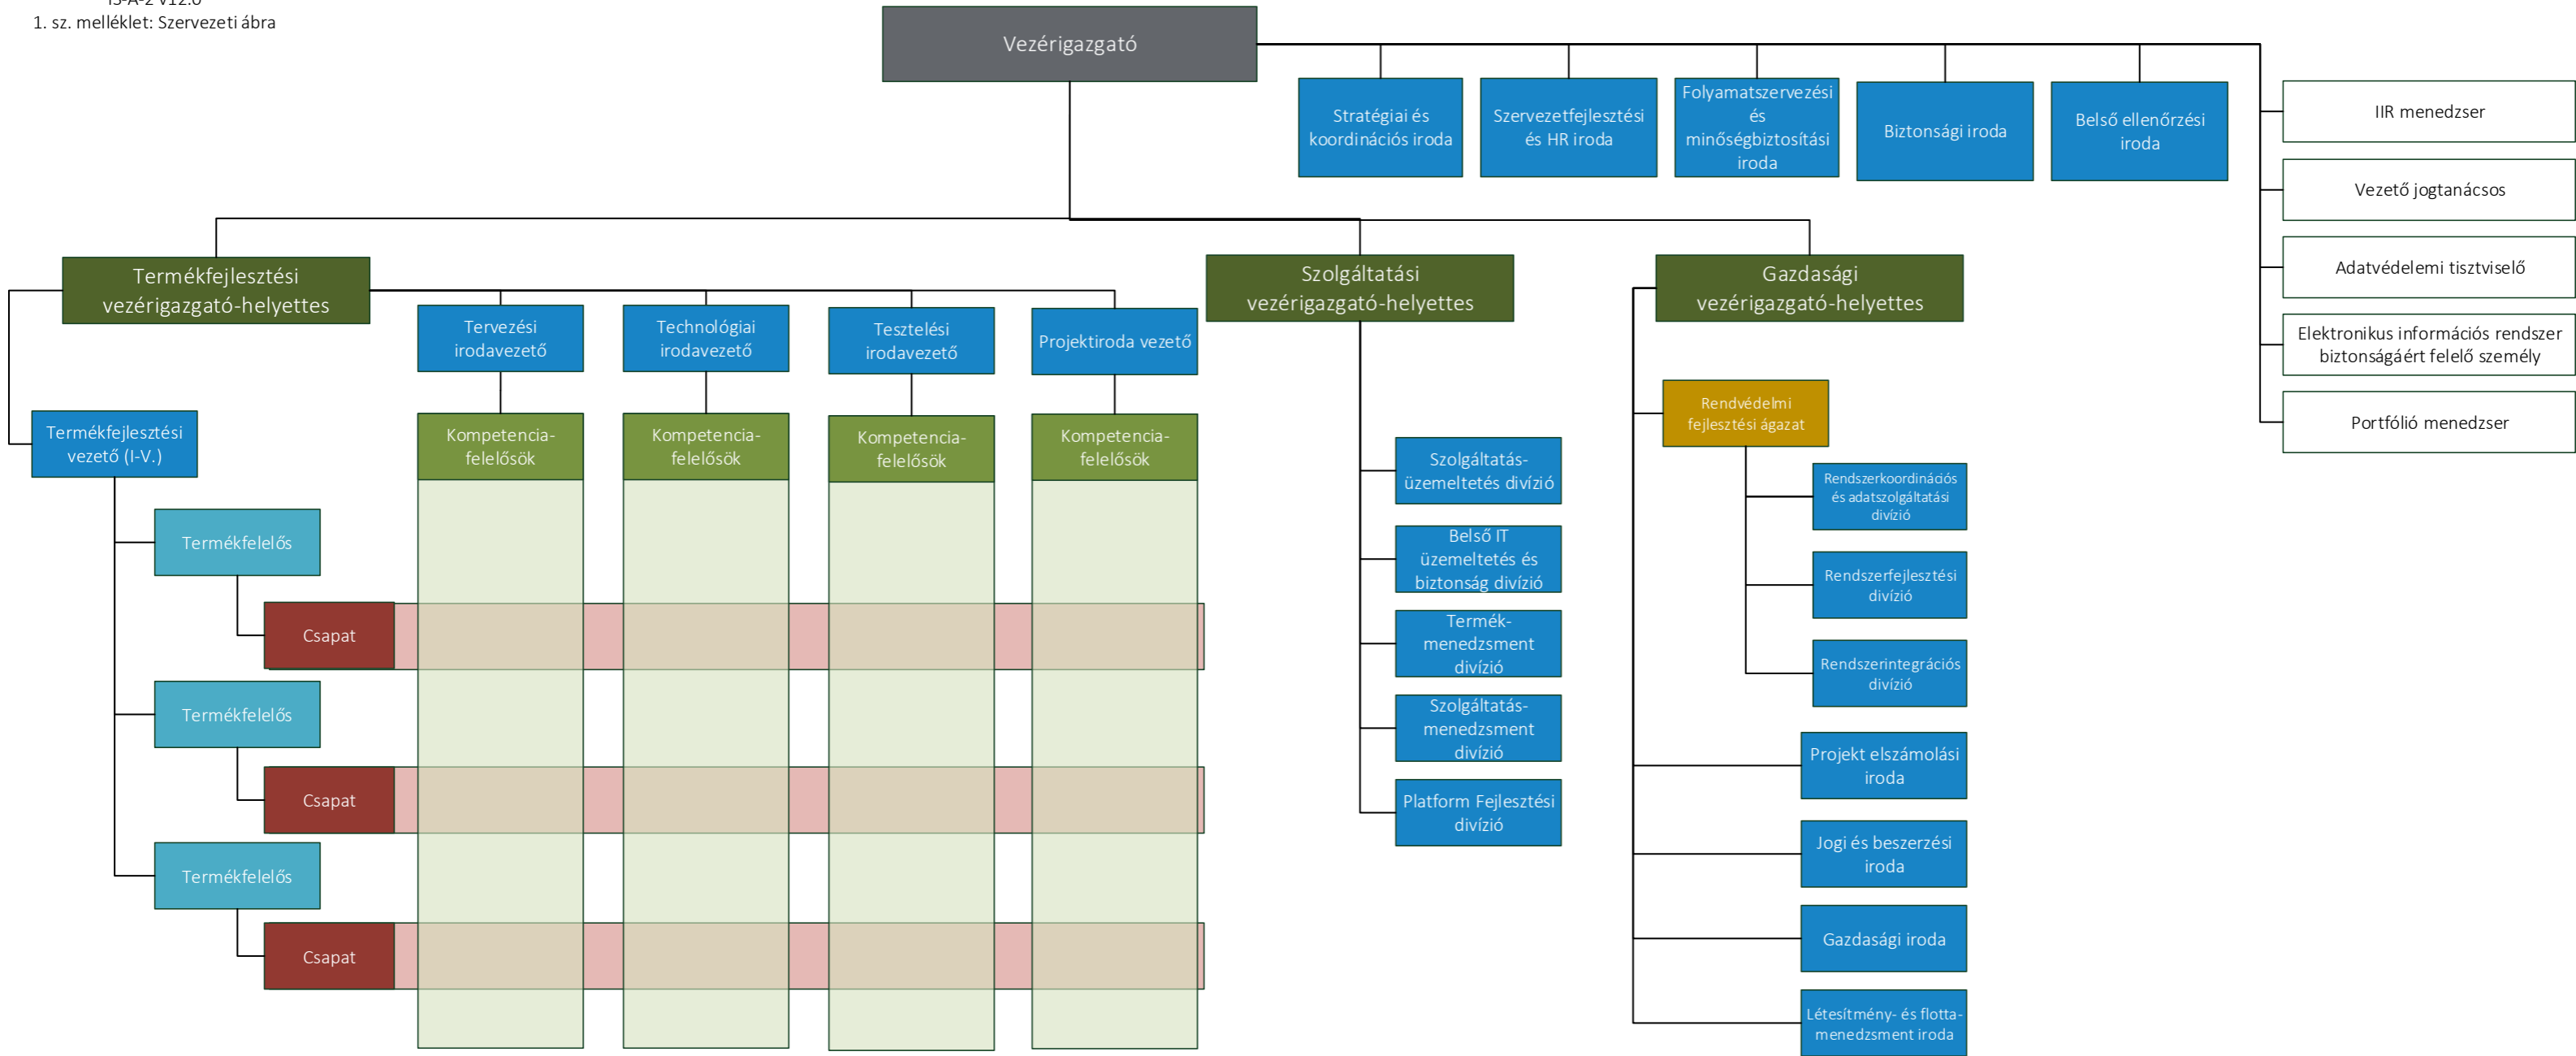 IS-A-2 v12.0
1. sz. melléklet: Szervezeti ábra
Vezérigazgató
Stratégiai és
koordinációs iroda
Szervezetfejlesztési
és HR iroda
Folyamatszervezési
és
minőségbiztosítási
iroda
Biztonsági iroda
Belső ellenőrzési
iroda
IIR menedzser
Vezető jogtanácsos
Adatvédelemi tisztviselő
Elektronikus információs rendszer
biztonságáért felelő személy
Portfólió menedzser
Termékfejlesztési
vezérigazgató-helyettes
Szolgáltatási
vezérigazgató-helyettes
Gazdasági
vezérigazgató-helyettes
Tervezési
irodavezető
Technológiai
irodavezető
Tesztelési
irodavezető
Projektiroda vezető
Termékfejlesztési
vezető (I-V.)
Kompetencia-
felelősök
Kompetencia-
felelősök
Kompetencia-
felelősök
Kompetencia-
felelősök
Termékfelelős
Csapat
Termékfelelős
Csapat
Termékfelelős
Csapat
Szolgáltatás-
üzemeltetés divízió
Belső IT
üzemeltetés és
biztonság divízió
Termék-
menedzsment
divízió
Szolgáltatás-
menedzsment
divízió
Platform Fejlesztési
divízió
Rendvédelmi
fejlesztési ágazat
Rendszerkoordinációs
és adatszolgáltatási
divízió
Rendszerfejlesztési
divízió
Rendszerintegrációs
divízió
Projekt elszámolási
iroda
Jogi és beszerzési
iroda
Gazdasági iroda
Létesítmény- és flotta-
menedzsment iroda